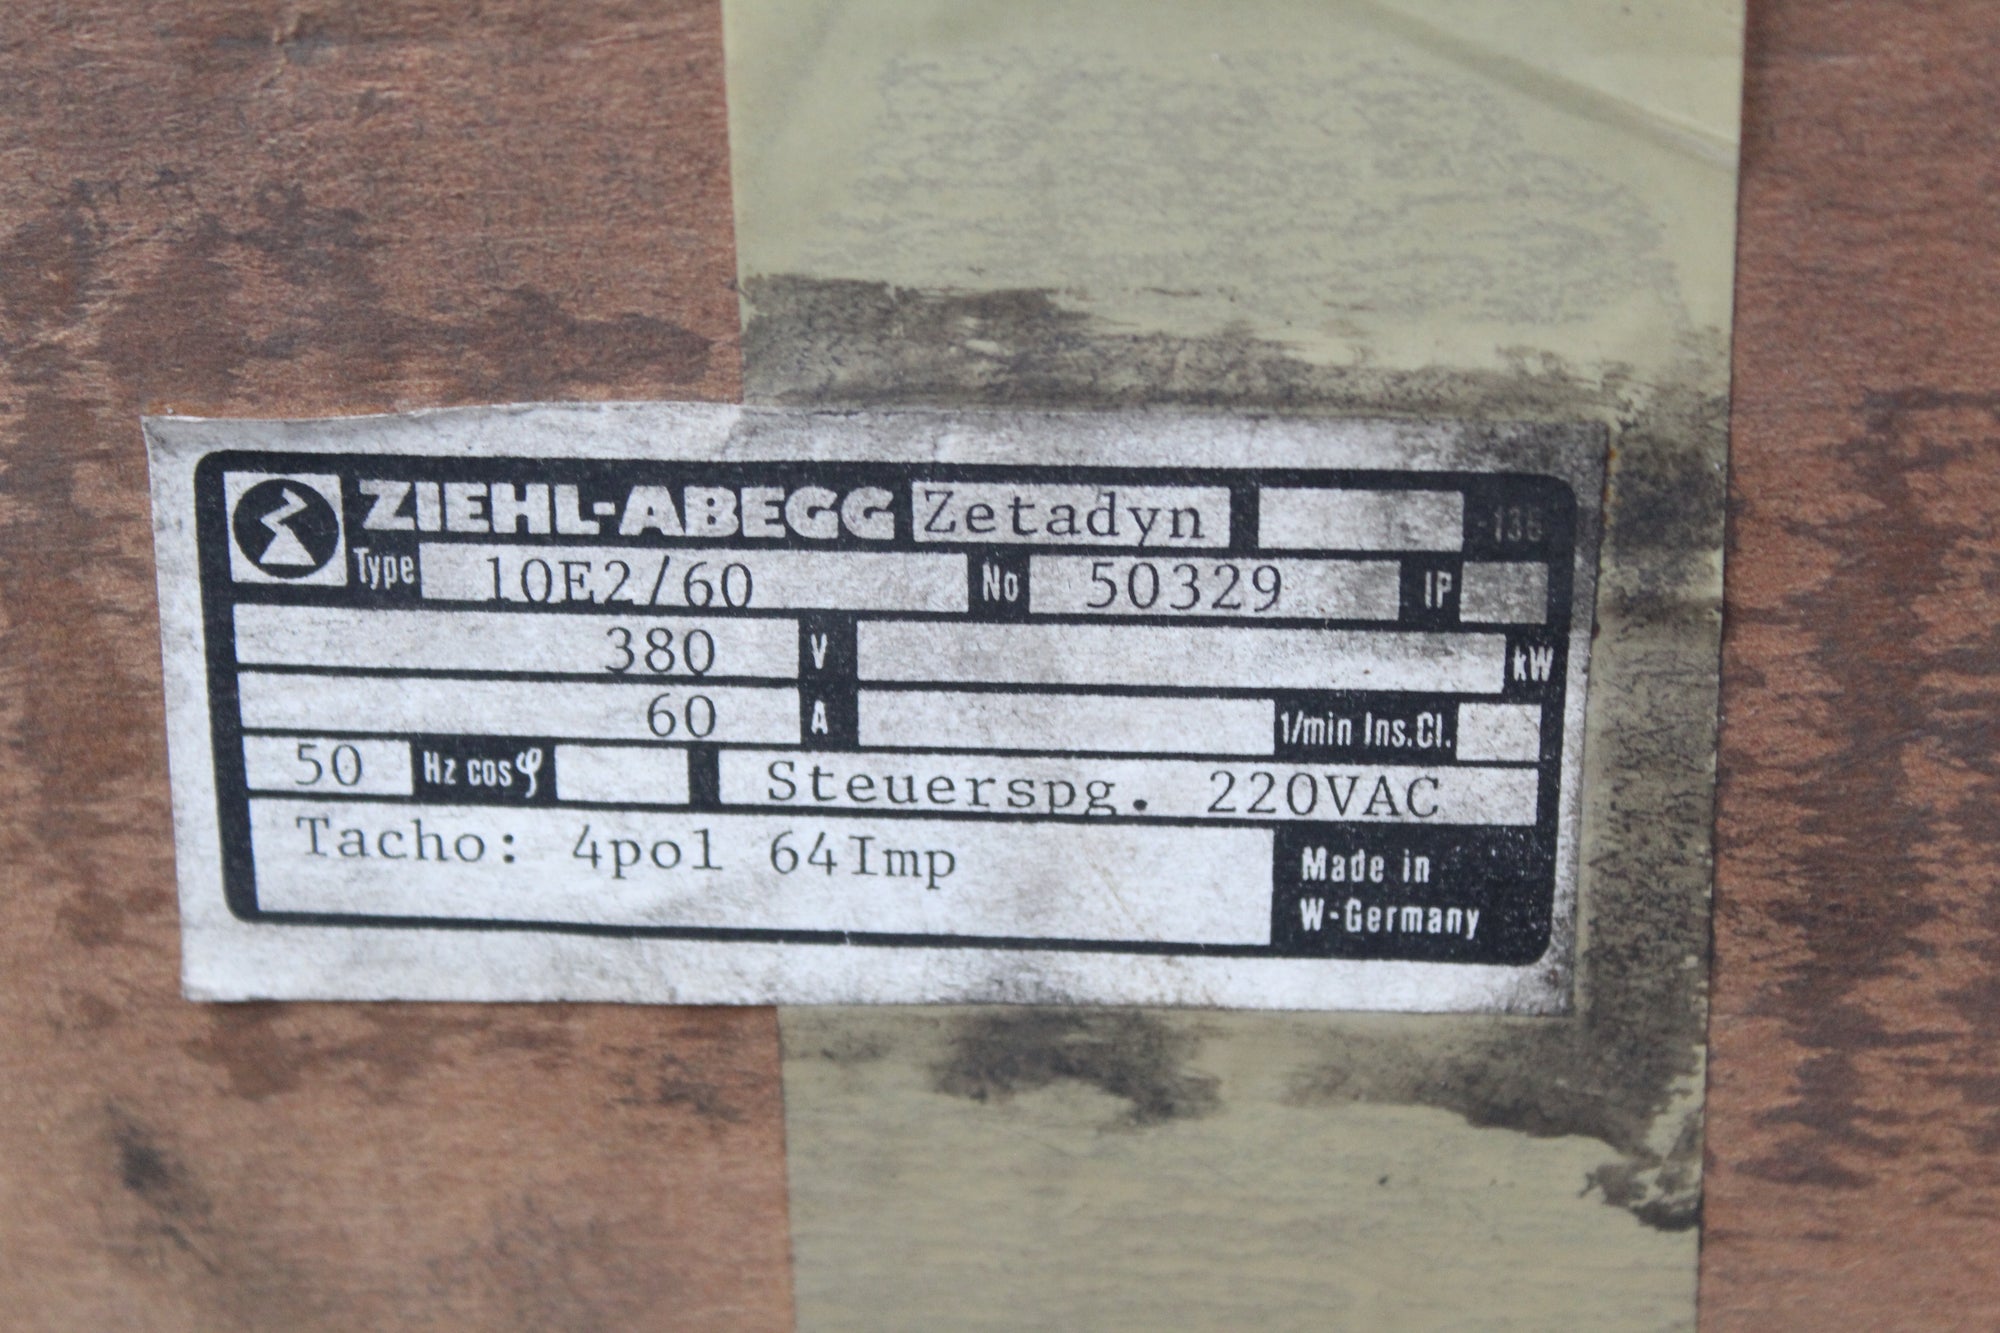 ZIEHL-ABEGG Zetadyn
Type 10E2/60 No 50329 IP
380 V kW
60 A 1/min Ins.Cl.
50 Hz cosφ Steuerspg. 220VAC
Tacho: 4pol 64Imp
Made in
W-Germany